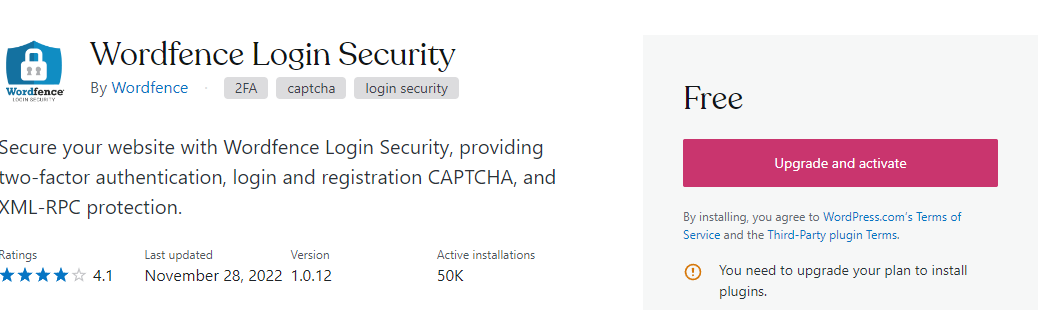 Wordfence Login Security
Wordfence
LOGIN SECURITY
By Wordfence · 2FA captcha login security
Secure your website with Wordfence Login Security, providing
two-factor authentication, login and registration CAPTCHA, and
XML-RPC protection.
Ratings
4.1
Last updated
November 28, 2022
Version
1.0.12
Active installations
50K
Free
Upgrade and activate
By installing, you agree to WordPress.com's Terms of
Service and the Third-Party plugin Terms.
You need to upgrade your plan to install
plugins.